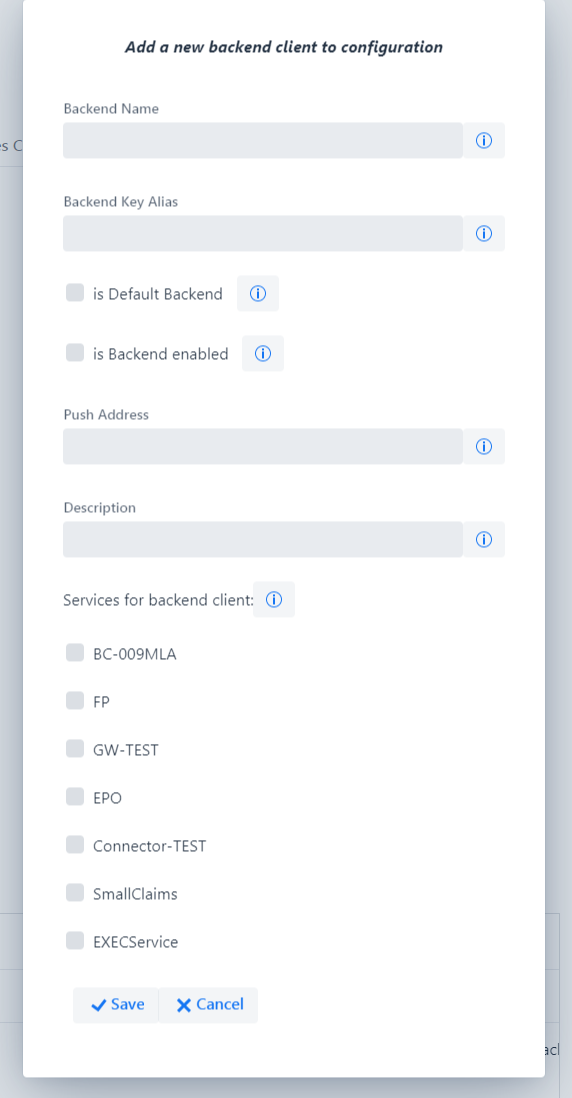 Add a new backend client to configuration
Backend Name
es C
Backend Key Alias
is Default Backend
is Backend enabled
Push Address
Description
Services for backend client:
BC-009MLA
FP
GW-TEST
EPO
Connector-TEST
SmallClaims
EXECService
Save Cancel